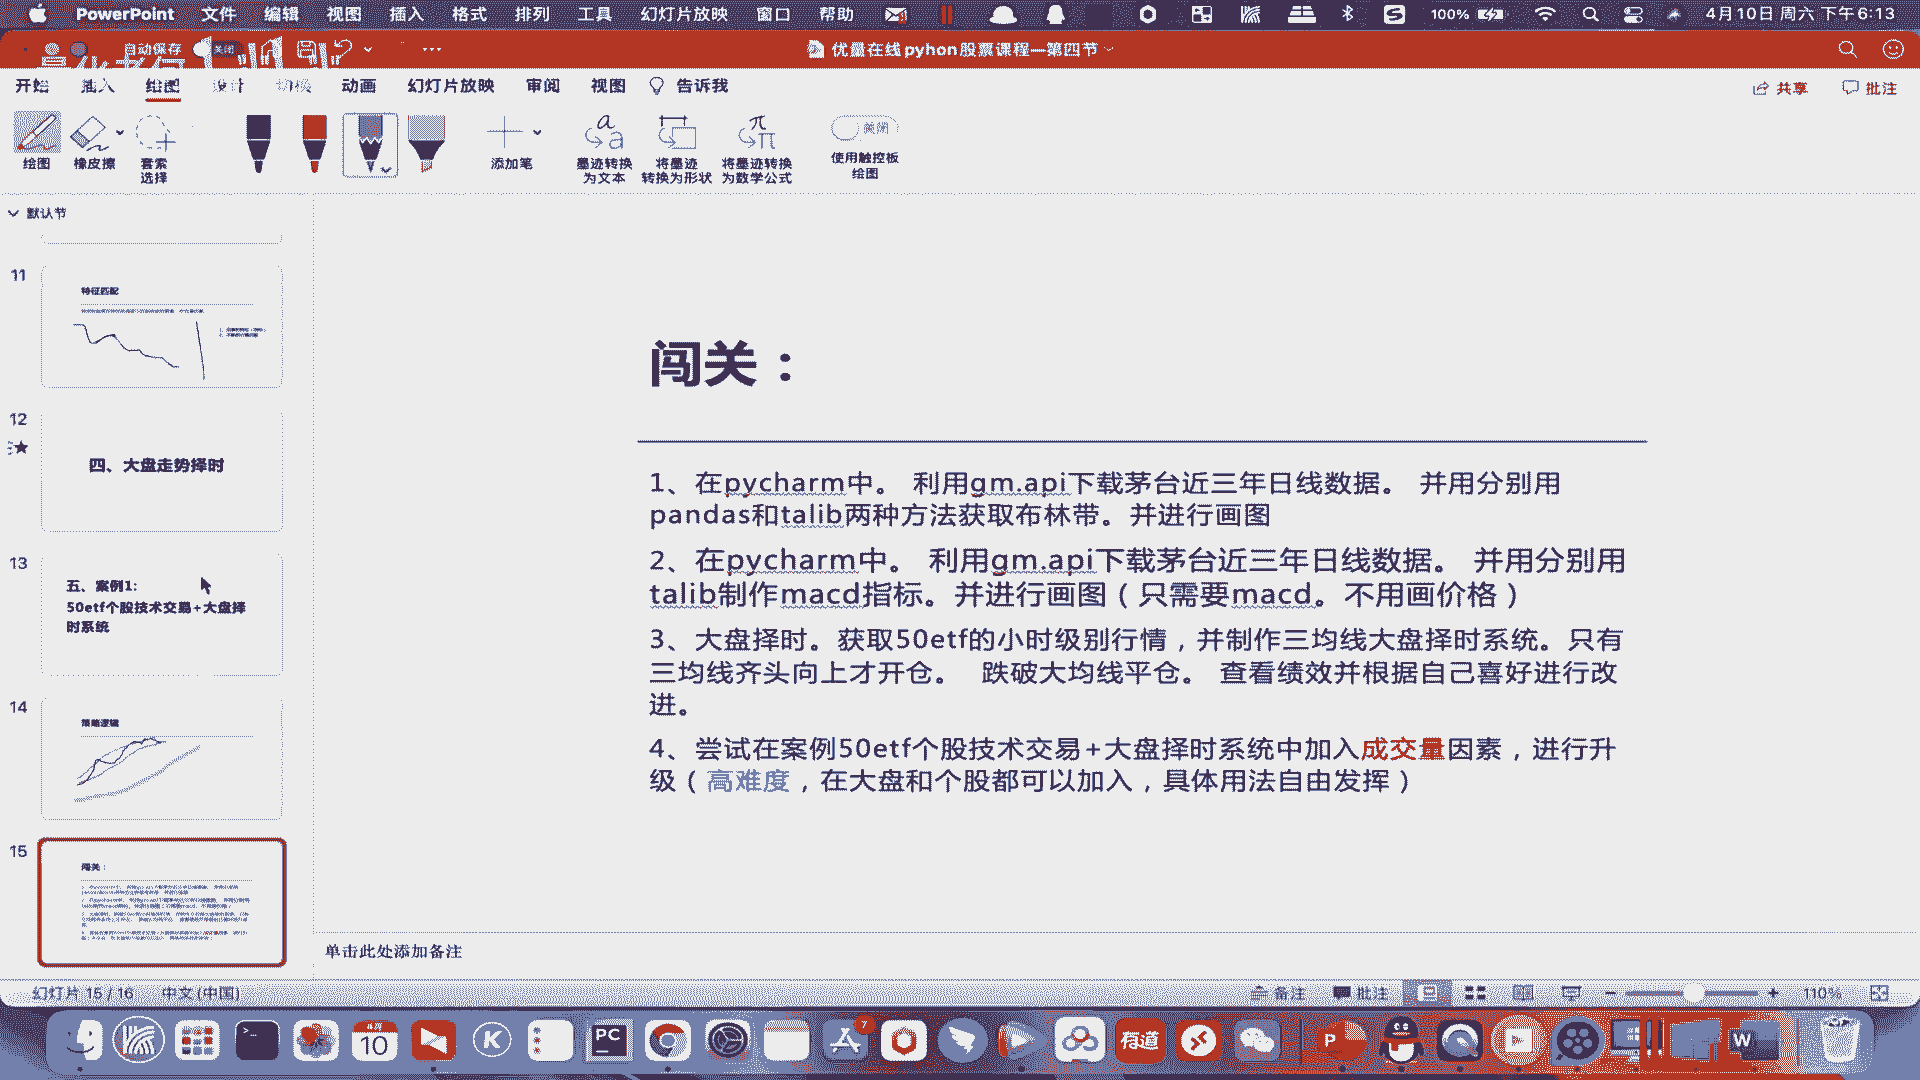 PowerPoint 文件 编辑 视图 插入 格式 排列 工具 幻灯片放映 窗口 帮助 100% 4月10日 周六 下午6:13
自动保存 关闭 优量在线pyhon股票课程—第四节
开始 插入 绘图 设计 切换 动画 幻灯片放映 审阅 视图 告诉我 共享 批注
绘图 橡皮擦 套索
选择
添加笔
墨迹转换
为文本
将墨迹
转换为形状
将墨迹转换
为数学公式
关闭
使用触控板
绘图
默认节
11
特征匹配
12
四、大盘走势择时
13
五、案例1:
50etf个股技术交易+大盘择
时系统
14
策略逻辑
15
闯关：
闯关：
1、在pycharm中。 利用gm.api下载茅台近三年日线数据。 并用分别用
pandas和talib两种方法获取布林带。并进行画图
2、在pycharm中。 利用gm.api下载茅台近三年日线数据。 并用分别用
talib制作macd指标。并进行画图（只需要macd。不用画价格）
3、大盘择时。获取50etf的小时级别行情，并制作三均线大盘择时系统。只有
三均线齐头向上才开仓。 跌破大均线平仓。 查看绩效并根据自己喜好进行改
进。
4、尝试在案例50etf个股技术交易+大盘择时系统中加入成交量因素，进行升
级（高难度，在大盘和个股都可以加入，具体用法自由发挥）
单击此处添加备注
幻灯片 15 / 16 中文 (中国) 备注 批注 110%
4月
10
PC
7
有道
P
W